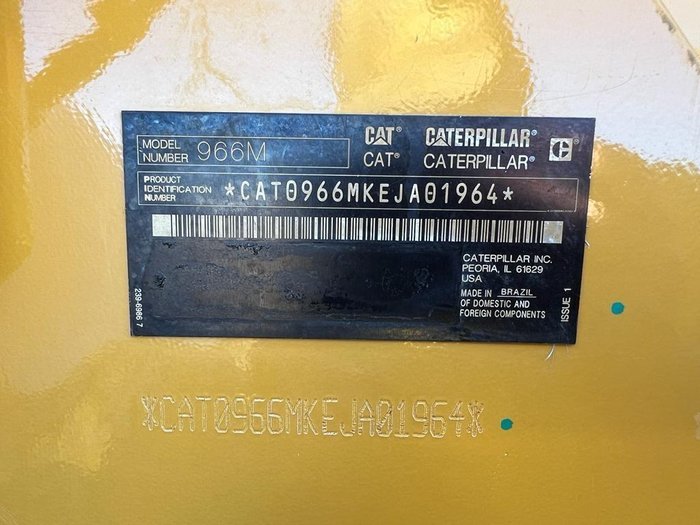 MODEL NUMBER 966M
CAT® CATERPILLAR® C
CAT® CATERPILLAR®
PRODUCT IDENTIFICATION NUMBER *CAT0966MKEJA01964*
CATERPILLAR INC.
PEORIA, IL 61629
USA
MADE IN BRAZIL
OF DOMESTIC AND
FOREIGN COMPONENTS
ISSUE 1
239-6986 7
*CAT0966MKEJA01964*